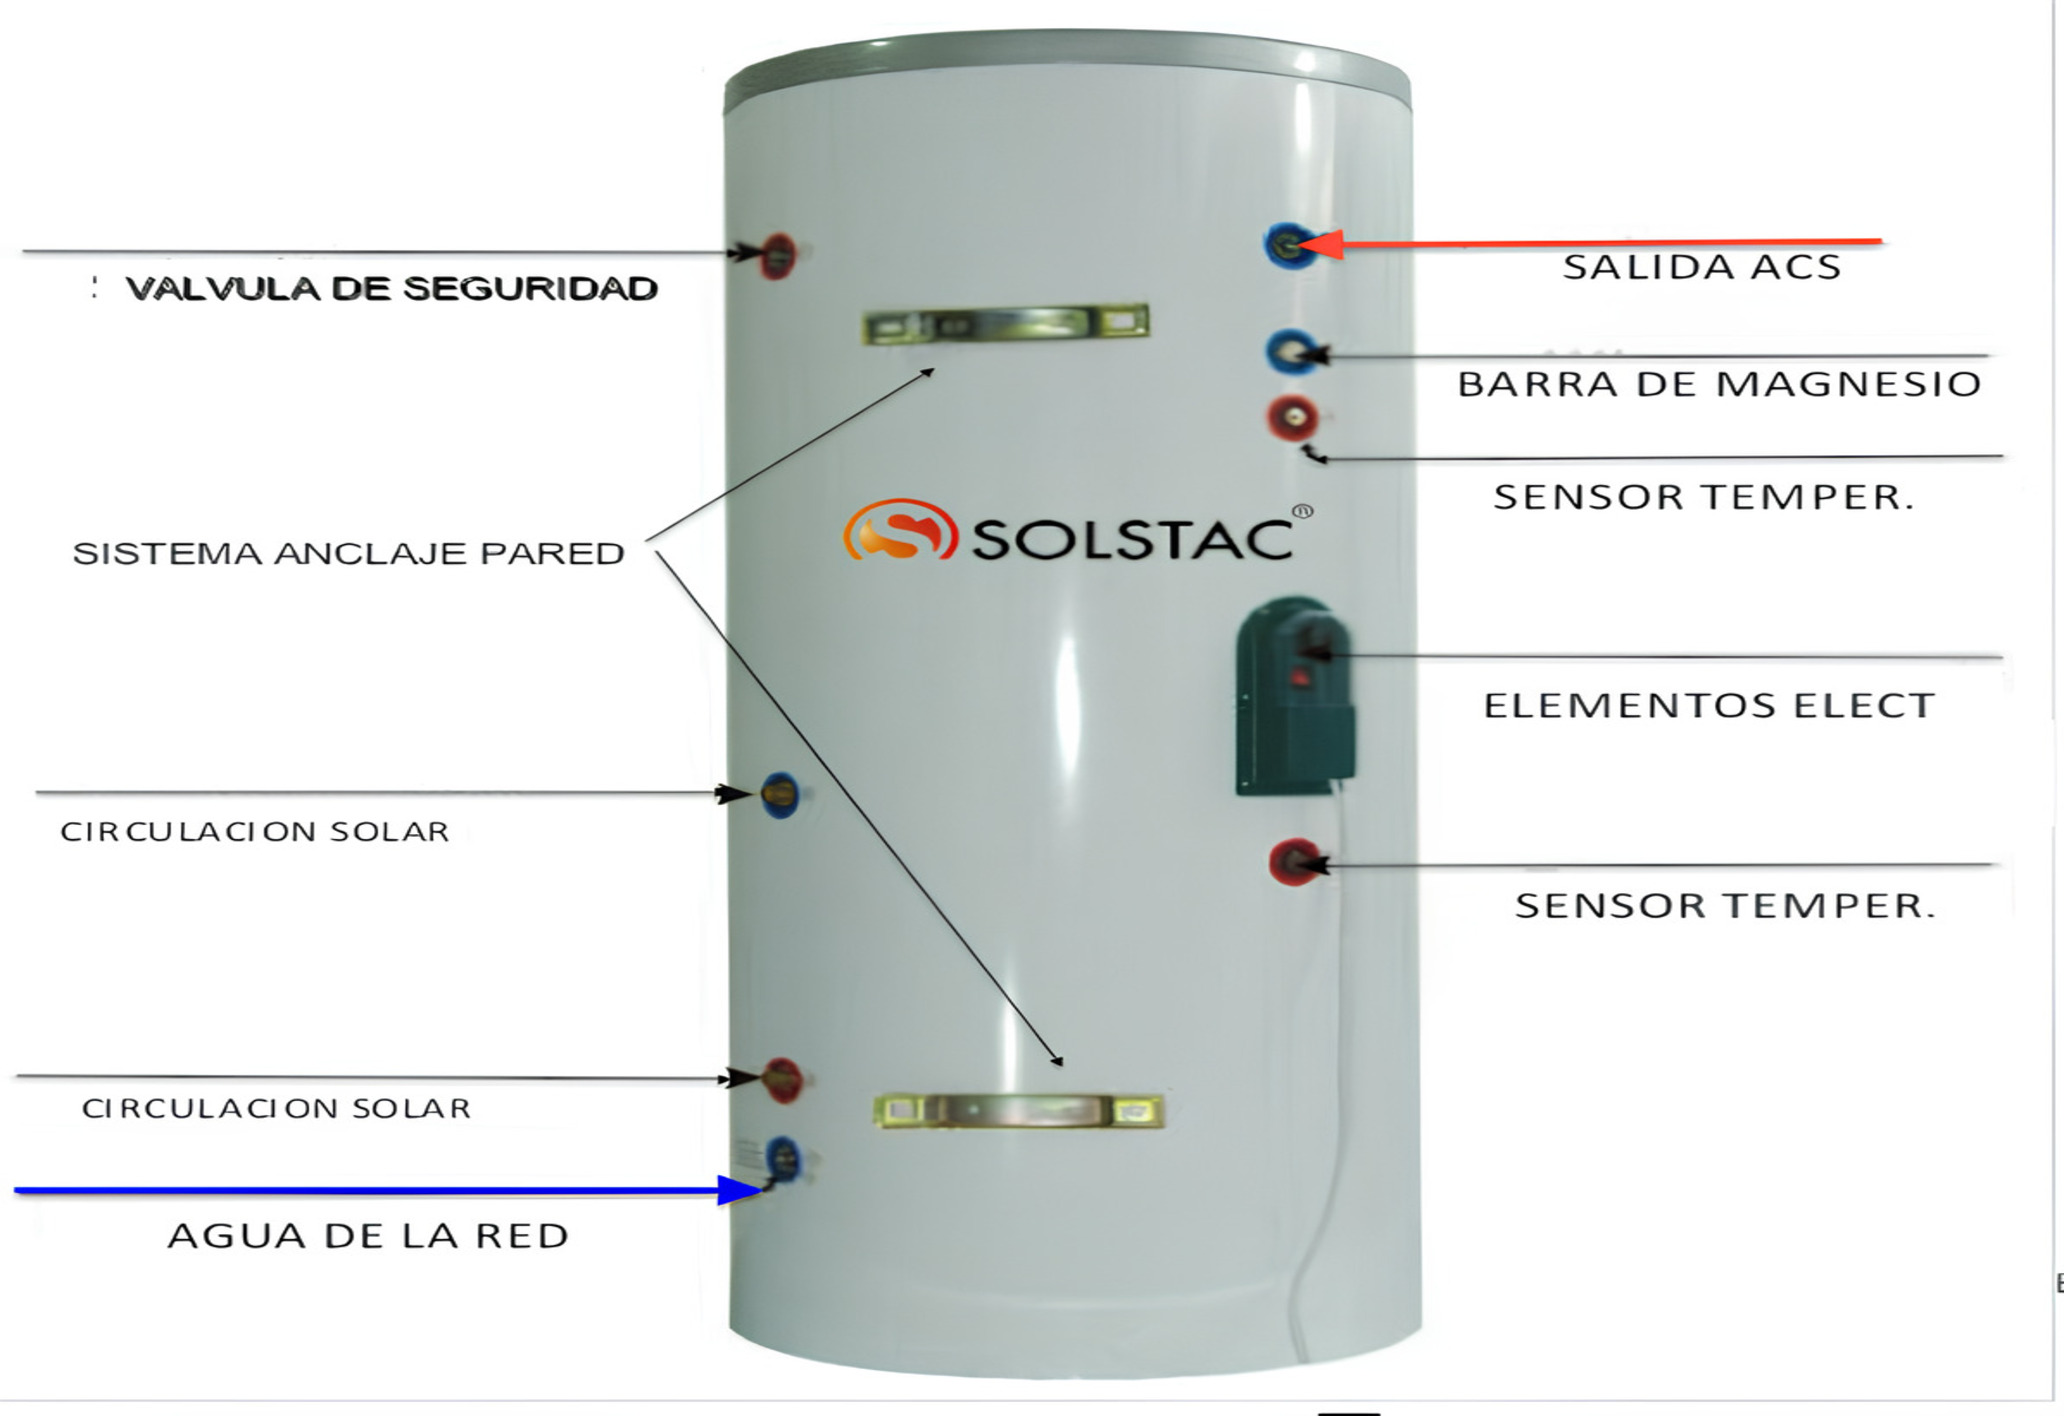 SALIDA ACS
VALVULA DE SEGURIDAD
BARRA DE MAGNESIO
SENSOR TEMPER.
SOLSTAC®
SISTEMA ANCLAJE PARED
ELEMENTOS ELECT
CIRCULACION SOLAR
SENSOR TEMPER.
CIRCULACION SOLAR
AGUA DE LA RED